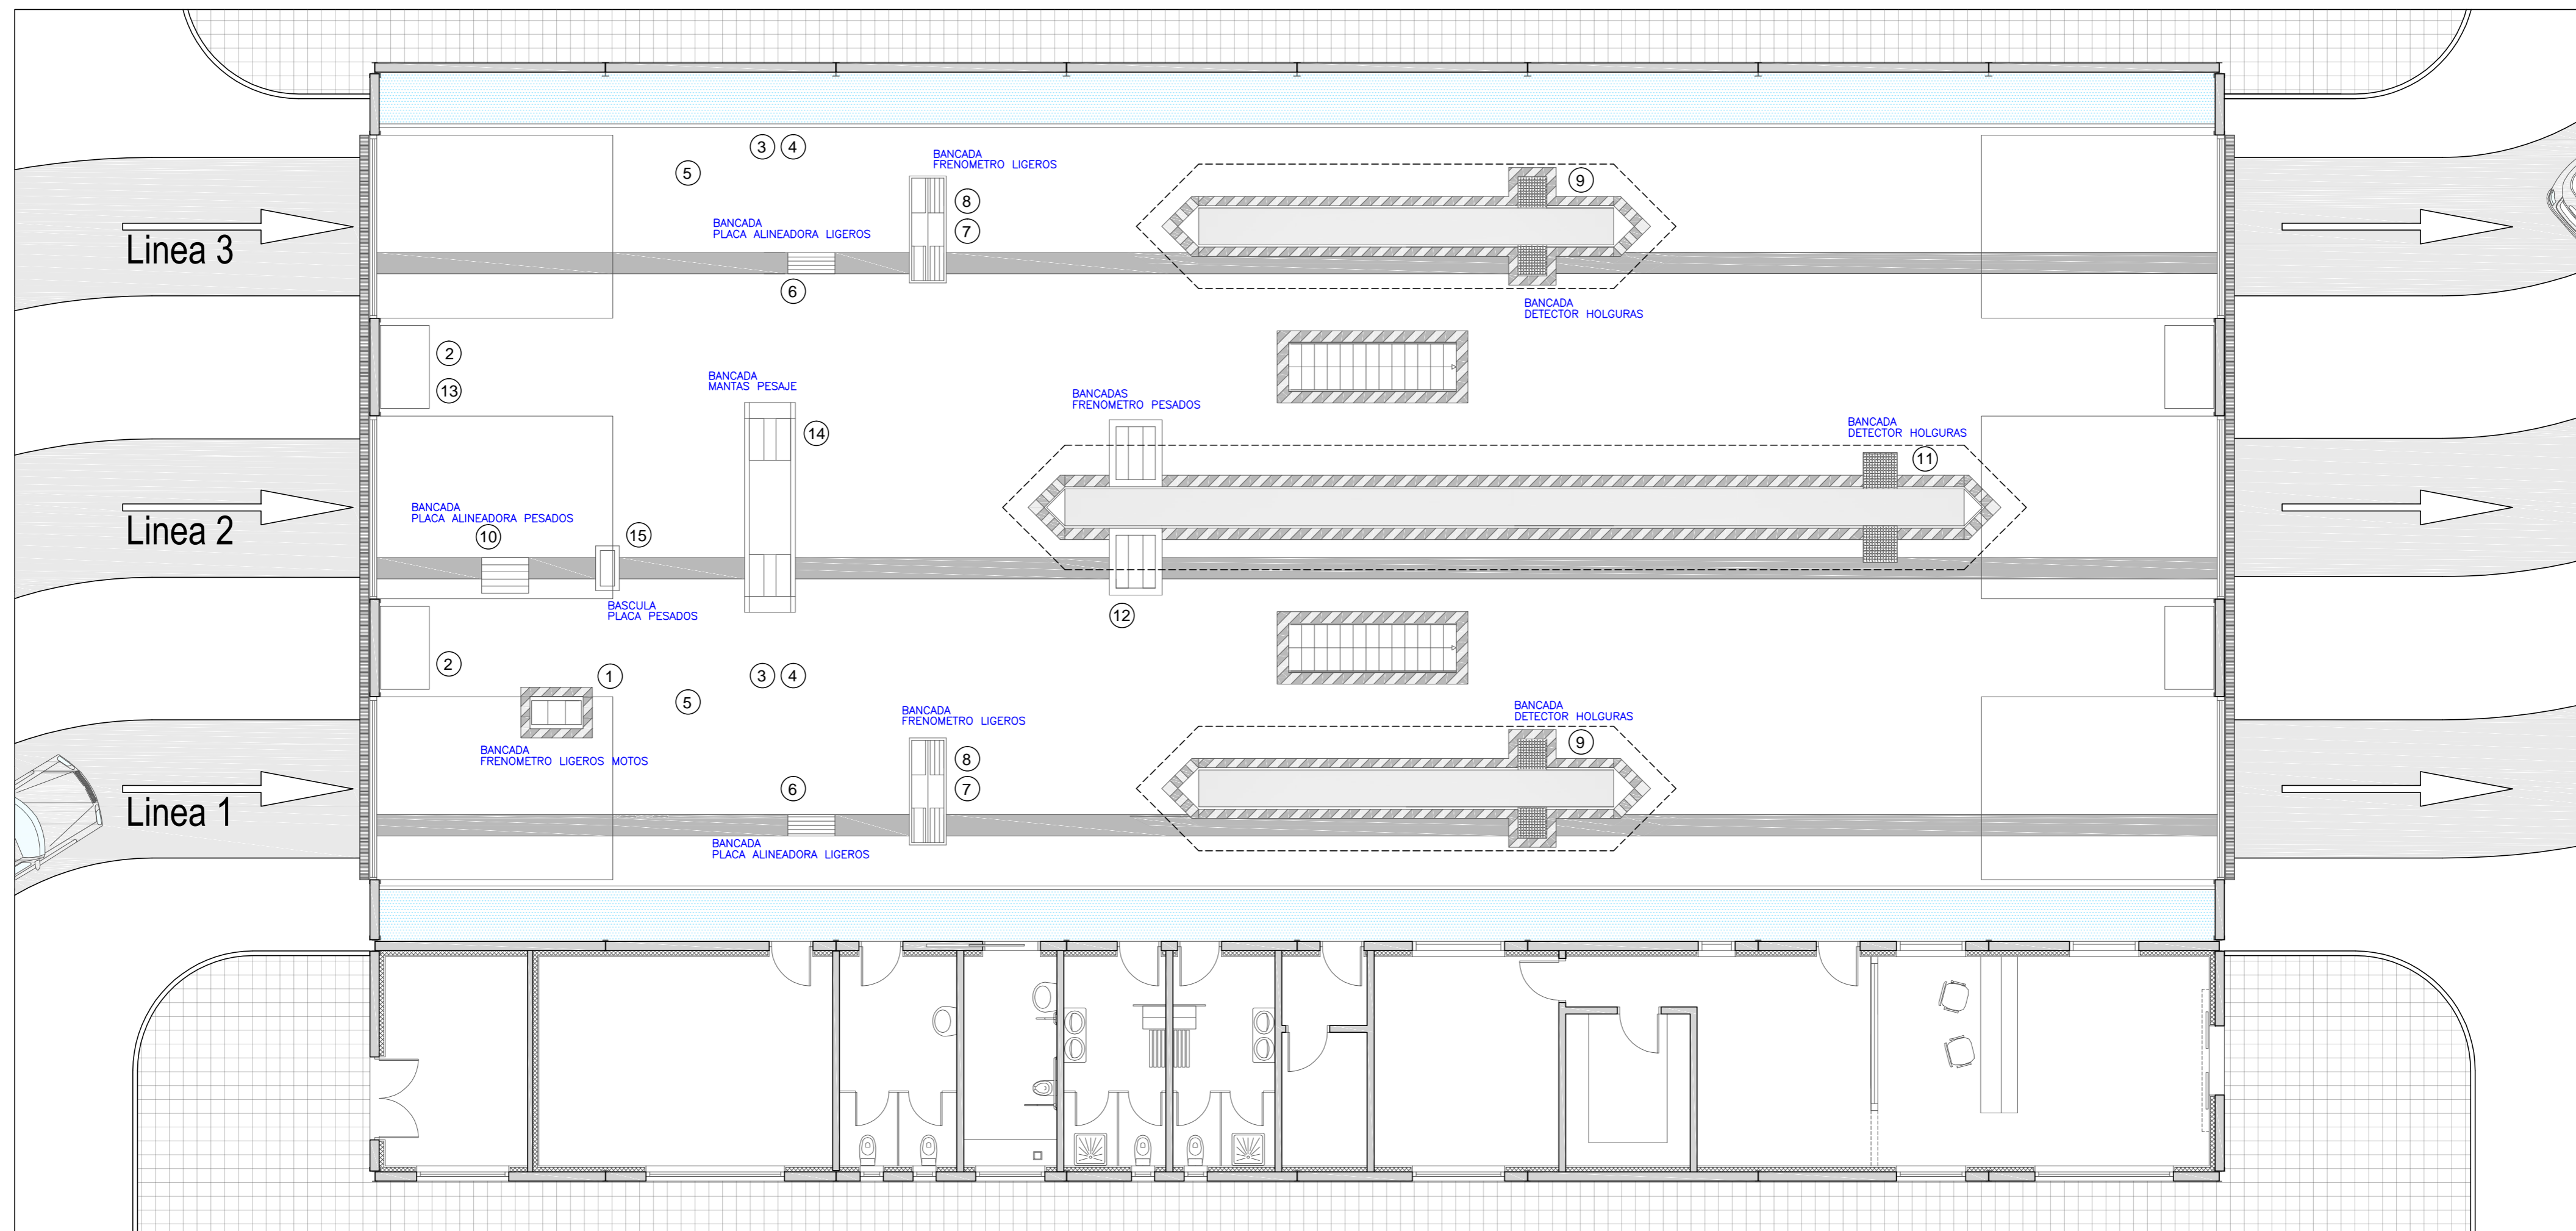 3 4
5
BANCADA
FRENOMETRO LIGEROS
8
7
9
BANCADA
PLACA ALINEADORA LIGEROS
Linea 3
6
BANCADA
DETECTOR HOLGURAS
2
13
BANCADA
MANTAS PESAJE
14
BANCADAS
FRENOMETRO PESADOS
BANCADA
DETECTOR HOLGURAS
11
BANCADA
PLACA ALINEADORA PESADOS
10
15
Linea 2
BASCULA
PLACA PESADOS
12
2
1
3 4
5
BANCADA
FRENOMETRO LIGEROS
BANCADA
DETECTOR HOLGURAS
9
BANCADA
FRENOMETRO LIGEROS MOTOS
8
7
6
Linea 1
BANCADA
PLACA ALINEADORA LIGEROS